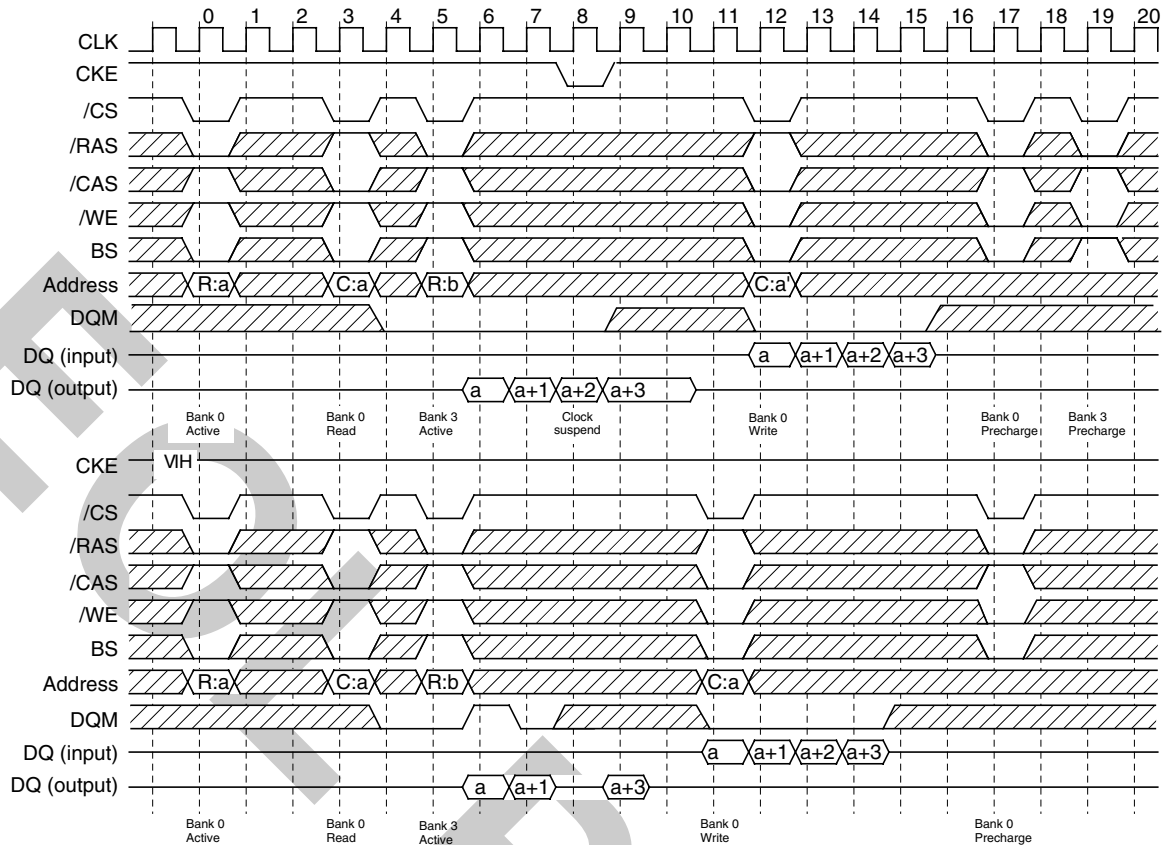 0 1 2 3 4 5 6 7 8 9 10 11 12 13 14 15 16 17 18 19 20
CLK
CKE
/CS
/RAS
/CAS
/WE
BS
Address R:a C:a R:b C:a'
DQM
DQ (input) a a+1 a+2 a+3
DQ (output) a a+1 a+2 a+3
Bank 0 Bank 0 Bank 3 Clock Bank 0 Bank 0 Bank 3
Active Read Active suspend Write Precharge Precharge
CKE VIH
/CS
/RAS
/CAS
/WE
BS
Address R:a C:a R:b C:a
DQM
DQ (input) a a+1 a+2 a+3
DQ (output) a a+1 a+3
Bank 0 Bank 0 Bank 3 Bank 0 Bank 0
Active Read Active Write Precharge